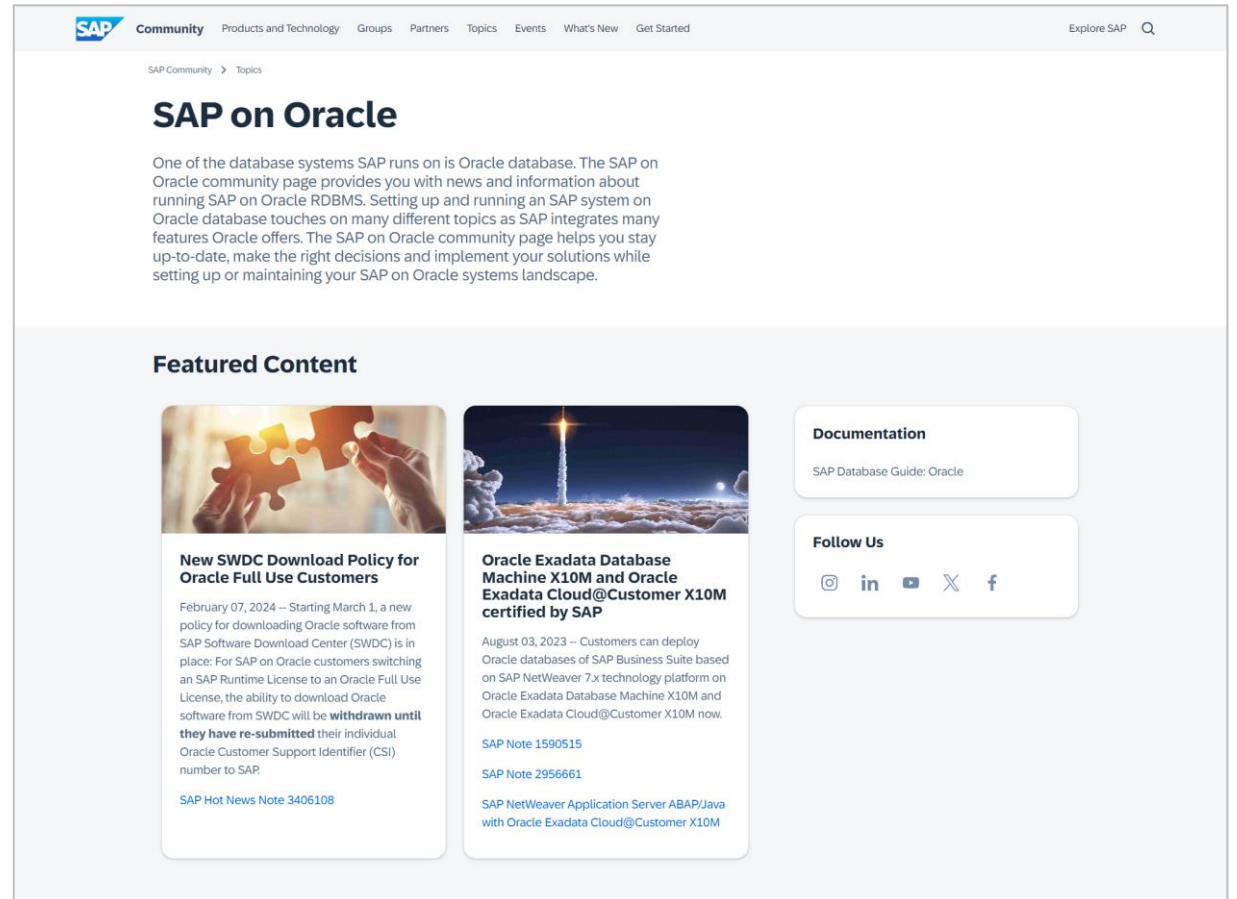 SAP Community Products and Technology Groups Partners Topics Events What's New Get Started Explore SAP
SAP Community > Topics
SAP on Oracle
One of the database systems SAP runs on is Oracle database. The SAP on
Oracle community page provides you with news and information about
running SAP on Oracle RDBMS. Setting up and running an SAP system on
Oracle database touches on many different topics as SAP integrates many
features Oracle offers. The SAP on Oracle community page helps you stay
up-to-date, make the right decisions and implement your solutions while
setting up or maintaining your SAP on Oracle systems landscape.
Featured Content
New SWDC Download Policy for
Oracle Full Use Customers
February 07, 2024 – Starting March 1, a new
policy for downloading Oracle software from
SAP Software Download Center (SWDC) is in
place: For SAP on Oracle customers switching
an SAP Runtime License to an Oracle Full Use
License, the ability to download Oracle
software from SWDC will be withdrawn until
they have re-submitted their individual
Oracle Customer Support Identifier (CSI)
number to SAP.
SAP Hot News Note 3406108
Oracle Exadata Database
Machine X10M and Oracle
Exadata Cloud@Customer X10M
certified by SAP
August 03, 2023 – Customers can deploy
Oracle databases of SAP Business Suite based
on SAP NetWeaver 7.x technology platform on
Oracle Exadata Database Machine X10M and
Oracle Exadata Cloud@Customer X10M now.
SAP Note 1590515
SAP Note 2956661
SAP NetWeaver Application Server ABAP/Java
with Oracle Exadata Cloud@Customer X10M
Documentation
SAP Database Guide: Oracle
Follow Us